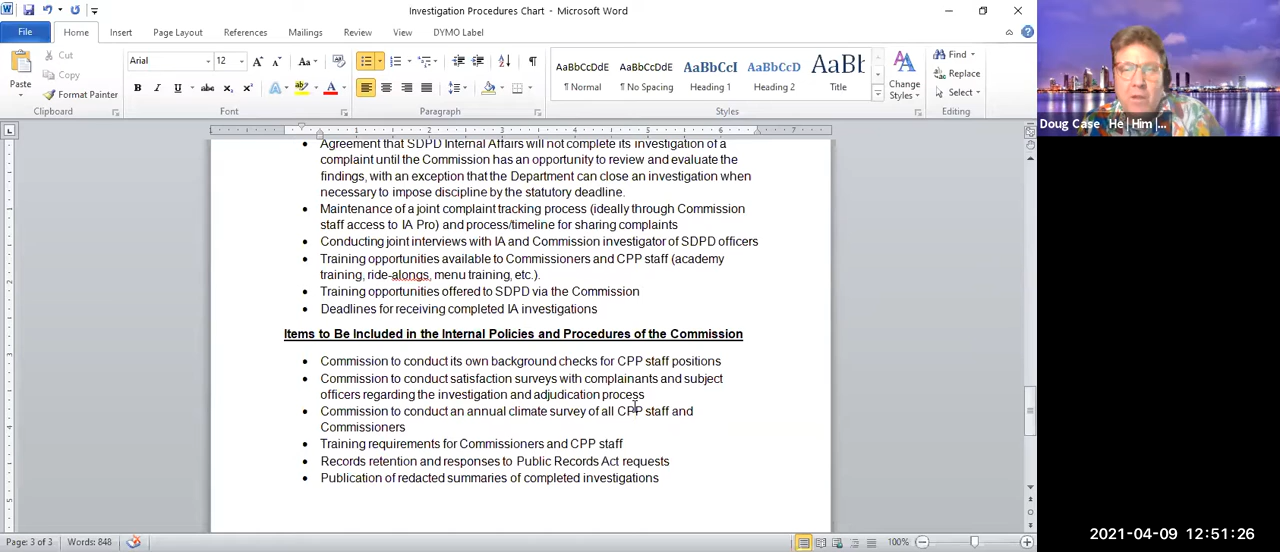 Investigation Procedures Chart - Microsoft Word
File Home Insert Page Layout References Mailings Review View DYMO Label
Paste
Cut
Copy
Format Painter
Clipboard
Arial 12
Font
Paragraph
AaBbCcDdE AaBbCcDdE AaBbCcI AaBbCcD AaBbI
¶ Normal ¶ No Spacing Heading 1 Heading 2 Title
Styles
Change Styles
Find
Replace
Select
Editing
• Agreement that SDPD Internal Affairs will not complete its investigation of a
complaint until the Commission has an opportunity to review and evaluate the
findings, with an exception that the Department can close an investigation when
necessary to impose discipline by the statutory deadline.
• Maintenance of a joint complaint tracking process (ideally through Commission
staff access to IA Pro) and process/timeline for sharing complaints
• Conducting joint interviews with IA and Commission investigator of SDPD officers
• Training opportunities available to Commissioners and CPP staff (academy
training, ride-alongs, menu training, etc.).
• Training opportunities offered to SDPD via the Commission
• Deadlines for receiving completed IA investigations
Items to Be Included in the Internal Policies and Procedures of the Commission
• Commission to conduct its own background checks for CPP staff positions
• Commission to conduct satisfaction surveys with complainants and subject
officers regarding the investigation and adjudication process
• Commission to conduct an annual climate survey of all CPP staff and
Commissioners
• Training requirements for Commissioners and CPP staff
• Records retention and responses to Public Records Act requests
• Publication of redacted summaries of completed investigations
Page: 3 of 3 Words: 848
100%
Doug Case He | Him |...
2021-04-09 12:51:26